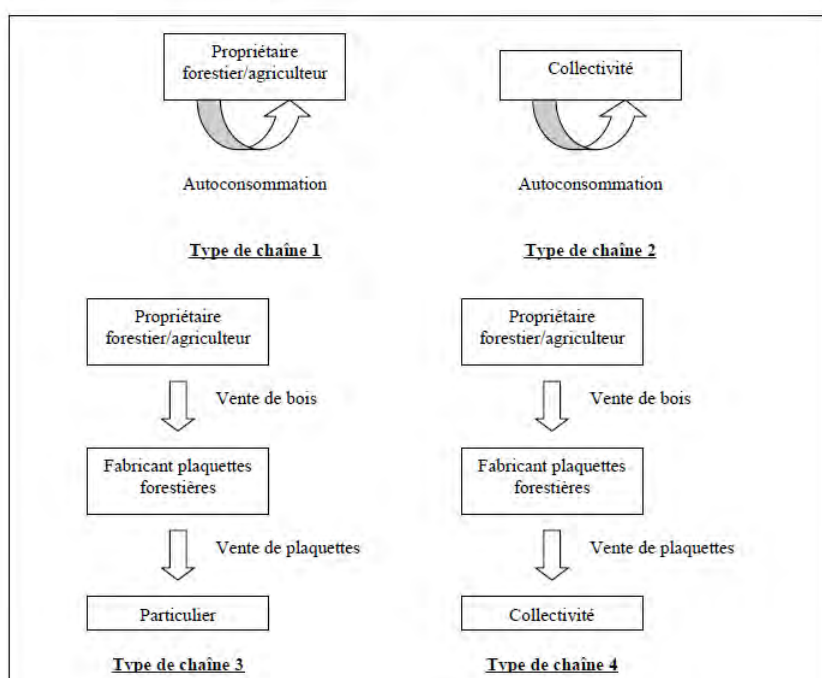 Propriétaire
forestier/agriculteur
Autoconsommation
Type de chaîne 1
Collectivité
Autoconsommation
Type de chaîne 2
Propriétaire
forestier/agriculteur
Vente de bois
Fabricant plaquettes
forestières
Vente de plaquettes
Particulier
Type de chaîne 3
Propriétaire
forestier/agriculteur
Vente de bois
Fabricant plaquettes
forestières
Vente de plaquettes
Collectivité
Type de chaîne 4